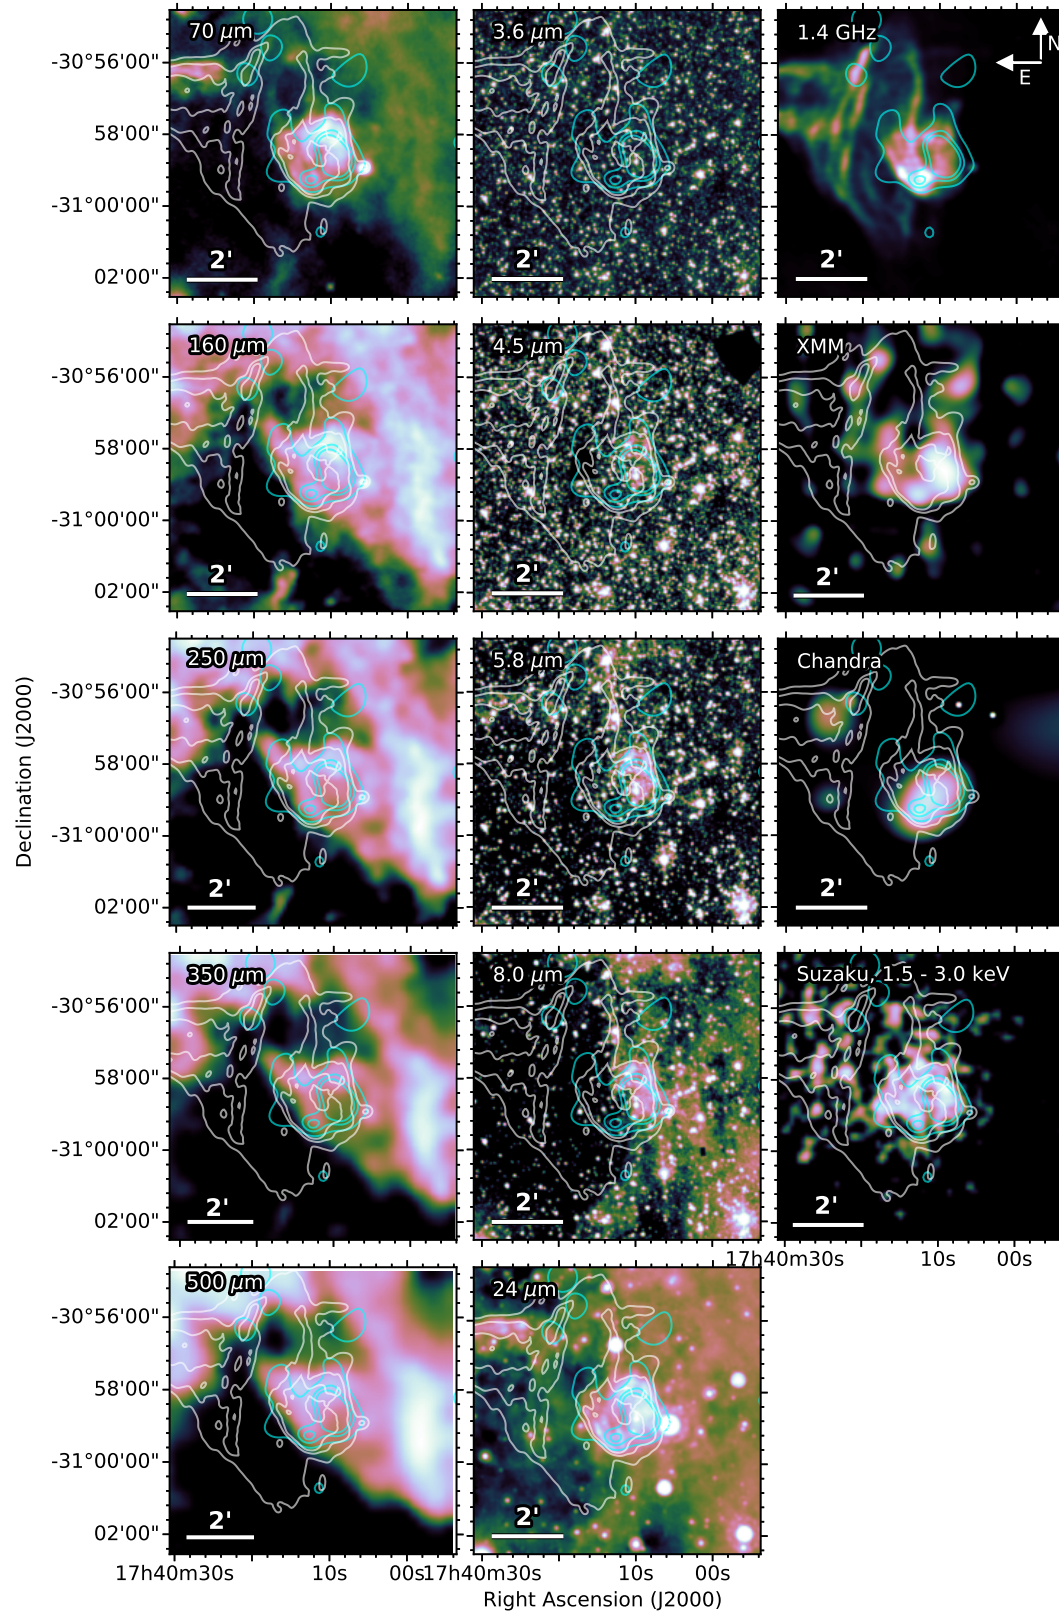 70 μm
3.6 μm
1.4 GHz
N
E
-30°56'00"
58'00"
-31°00'00"
02'00"
2'
2'
2'
160 μm
4.5 μm
XMM
-30°56'00"
58'00"
-31°00'00"
02'00"
2'
2'
2'
250 μm
5.8 μm
Chandra
-30°56'00"
58'00"
-31°00'00"
02'00"
2'
2'
2'
Declination (J2000)
350 μm
8.0 μm
Suzaku, 1.5 - 3.0 keV
-30°56'00"
58'00"
-31°00'00"
02'00"
2'
2'
2'
17h40m30s
10s
00s
500 μm
24 μm
-30°56'00"
58'00"
-31°00'00"
02'00"
2'
2'
17h40m30s
10s
00s
17h40m30s
10s
00s
Right Ascension (J2000)